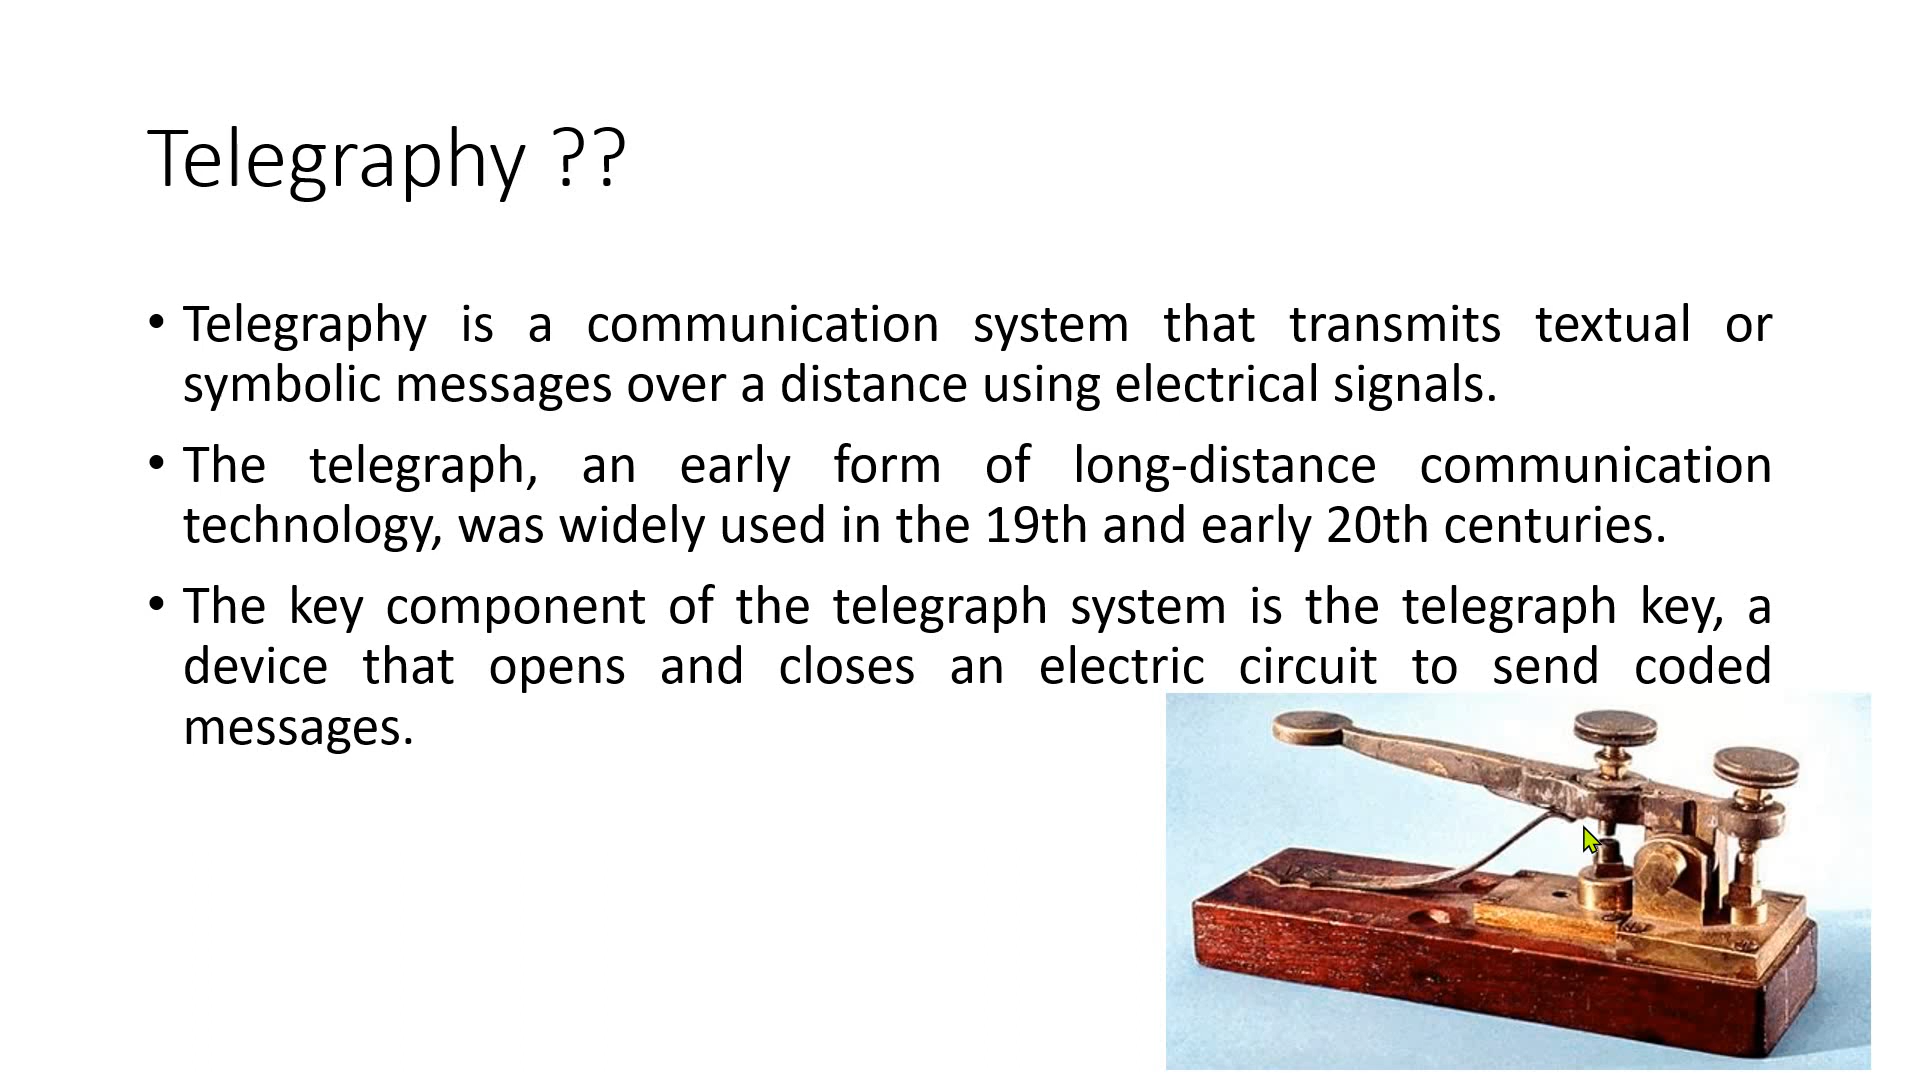 Telegraphy ??
• Telegraphy is a communication system that transmits textual or
symbolic messages over a distance using electrical signals.
• The telegraph, an early form of long-distance communication
technology, was widely used in the 19th and early 20th centuries.
• The key component of the telegraph system is the telegraph key, a
device that opens and closes an electric circuit to send coded
messages.